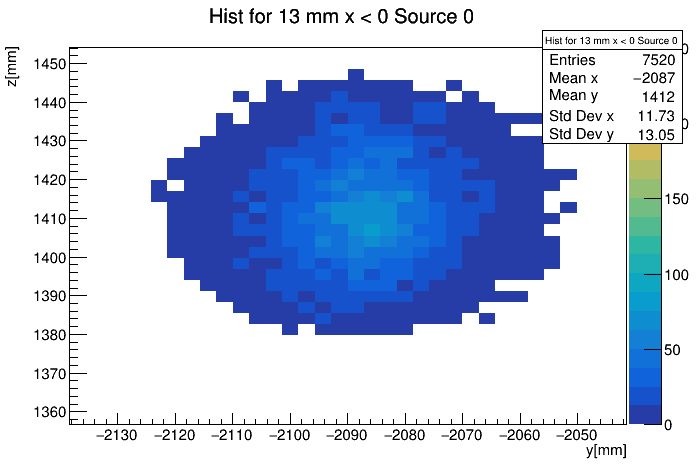 Hist for 13 mm x < 0 Source 0
z[mm]
1450
1440
1430
1420
1410
1400
1390
1380
1370
1360
Hist for 13 mm x < 0 Source 0
Entries 7520
Mean x −2087
Mean y 1412
Std Dev x 11.73
Std Dev y 13.05
0
0
150
100
50
0
−2130 −2120 −2110 −2100 −2090 −2080 −2070 −2060 −2050
y[mm]